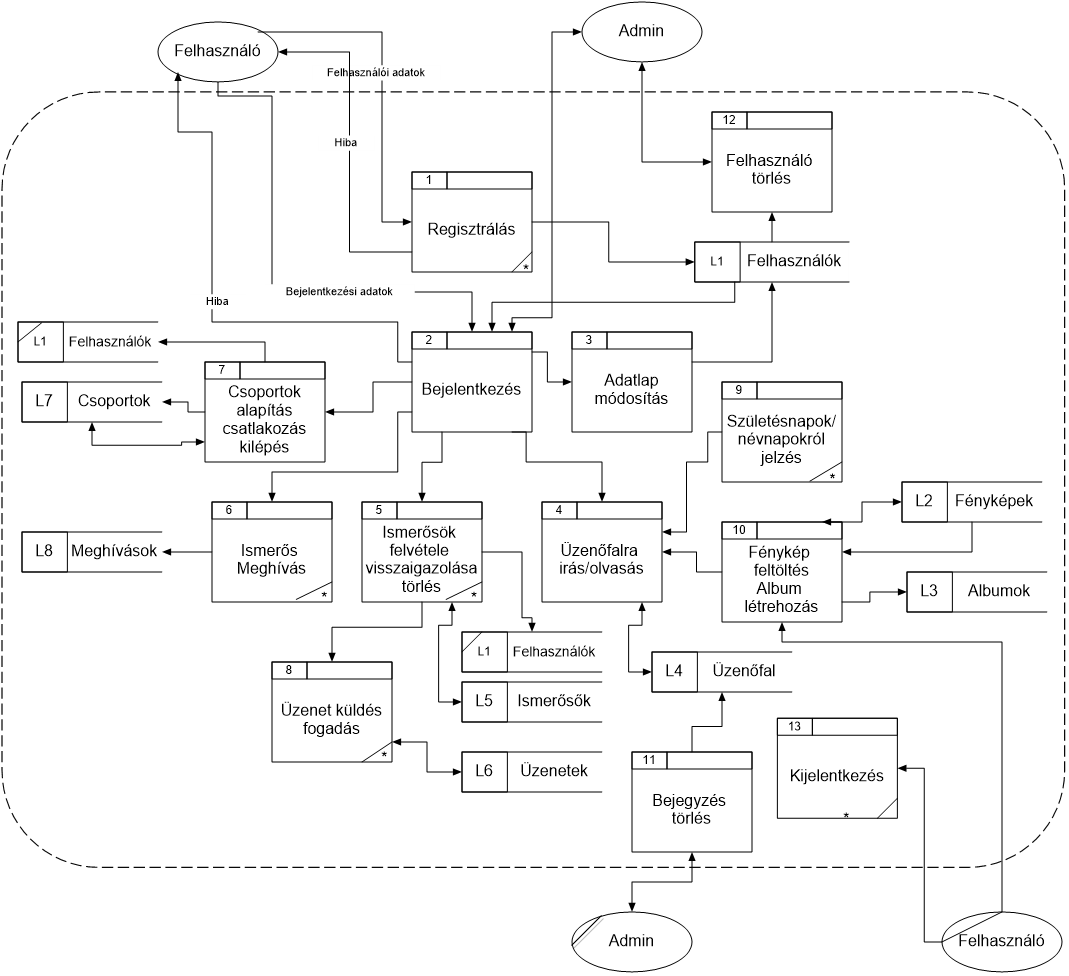 Felhasználó
Admin
Felhasználói adatok
Hiba
12
Felhasználó
törlés
1
Regisztrálás
*
L1
Felhasználók
Bejelentkezési adatok
Hiba
L1
Felhasználók
7
Csoportok
alapítás
csatlakozás
kilépés
L7
Csoportok
2
Bejelentkezés
3
Adatlap
módosítás
9
Születésnapok/
névnapokról
jelzés
*
6
Ismerős
Meghívás
*
L8
Meghívások
5
Ismerősök
felvétele
visszaigazolása
törlés
*
4
Üzenőfalra
irás/olvasás
10
Fénykép
feltöltés
Album
létrehozás
L2
Fényképek
L3
Albumok
L1
Felhasználók
L5
Ismerősök
L4
Üzenőfal
8
Üzenet küldés
fogadás
*
L6
Üzenetek
11
Bejegyzés
törlés
13
Kijelentkezés
*
Admin
Felhasználó